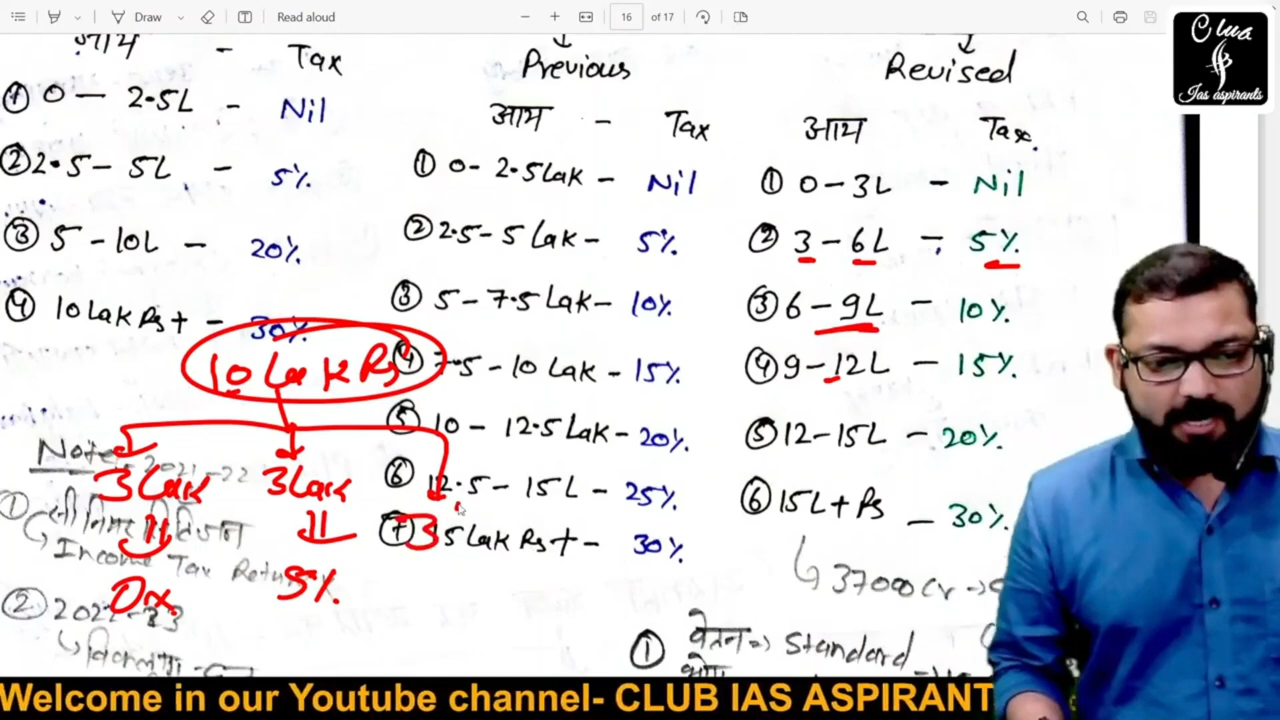 Draw
Read aloud
16 of 17
Clua
Ias aspirants
आय - Tax
① 0 - 2.5L - Nil
② 2.5 - 5L - 5%
③ 5 - 10L - 20%
④ 10 Lak Rs + - 30%
Previous
आय - Tax
① 0 - 2.5 Lak - Nil
② 2.5 - 5 Lak - 5%
③ 5 - 7.5 Lak - 10%
④ 7.5 - 10 Lak - 15%
⑤ 10 - 12.5 Lak - 20%
⑥ 12.5 - 15L - 25%
⑦ 15 Lak Rs + - 30%
Revised
आय - Tax
① 0 - 3L - Nil
② 3 - 6L - 5%
③ 6 - 9L - 10%
④ 9 - 12L - 15%
⑤ 12 - 15L - 20%
⑥ 15L + Rs - 30%
37000 Cr
① वेतन => Standard
10 Lak Rs
3 Lak 3 Lak 3
0% 5%
Note - 2021-22
①
Income Tax Return
② 2022-23
Welcome in our Youtube channel- CLUB IAS ASPIRANT